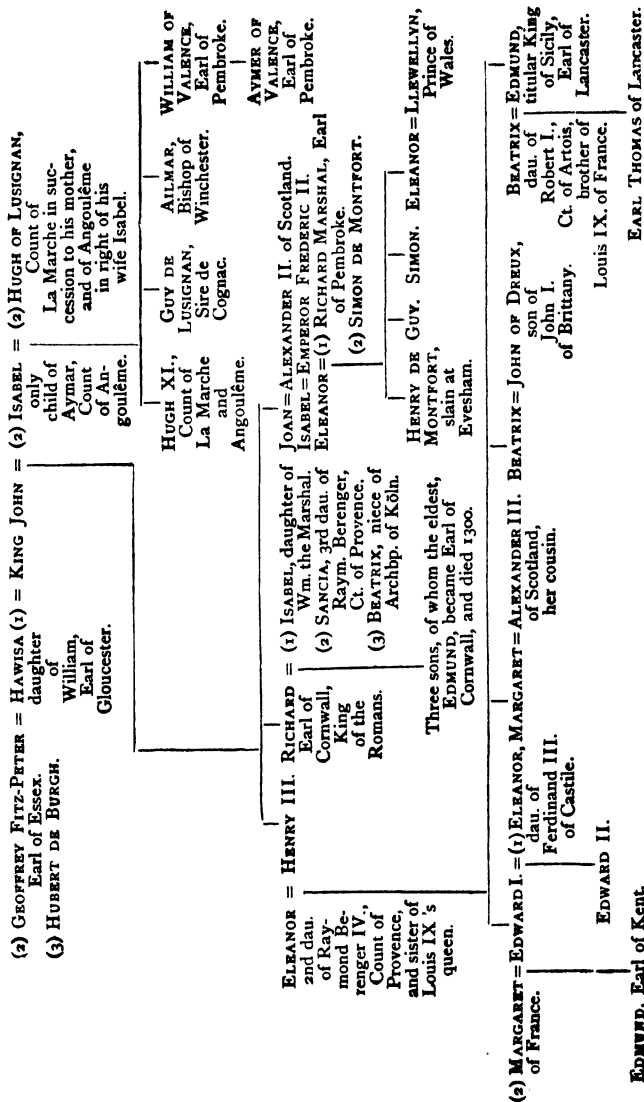 (2) GEOFFREY FITZ-PETER = HAWISA (1) = KING JOHN = (2) ISABEL = (2) HUGH OF LUSIGNAN,
Earl of Essex.
(3) HUBERT DE BURGH.
daughter
of
William,
Earl of
Gloucester.
only
child of
Aymar,
Count
of An-
goulême.
Count of
La Marche in suc-
cession to his mother,
and of Angoulême
in right of his
wife Isabel.
HUGH XI.,
Count of
La Marche
and
Angoulême.
GUY DE
LUSIGNAN,
Sire de
Cognac.
AILMAR,
Bishop of
Winchester.
WILLIAM OF
VALENCE,
Earl of
Pembroke.
AYMER OF
VALENCE,
Earl of
Pembroke.
ELEANOR = HENRY III.
2nd dau.
of Ray-
mond Be-
renger IV.,
Count of
Provence,
and sister of
Louis IX's
queen.
RICHARD =
Earl of
Cornwall,
King
of the
Romans.
(1) ISABEL, daughter of
Wm. the Marshal.
(2) SANCIA, 3rd dau. of
Raym. Berenger,
Ct. of Provence.
(3) BEATRIX, niece of
Archbp. of Köln.
Three sons, of whom the eldest,
EDMUND, became Earl of
Cornwall, and died 1300.
JOAN=ALEXANDER II. of Scotland.
ISABEL=EMPEROR FREDERIC II.
ELEANOR=(1) RICHARD MARSHAL, Earl
of Pembroke.
(2) SIMON DE MONTFORT.
HENRY DE
MONTFORT,
slain at
Evesham.
GUY.
SIMON.
ELEANOR=LLEWELLYN,
Prince of
Wales.
(2) MARGARET=EDWARD I.=(1) ELEANOR,
of France.
dau. of
Ferdinand III.
of Castile.
MARGARET=ALEXANDER III.
of Scotland,
her cousin.
BEATRIX=JOHN OF DREUX,
son of
John I.
of Brittany.
BEATRIX=EDMUND,
dau. of
Robert I.,
Ct. of Artois,
brother of
Louis IX. of France.
titular King
of Sicily,
Earl of
Lancaster.
EDMUND, Earl of Kent.
EDWARD II.
EARL THOMAS of Lancaster.